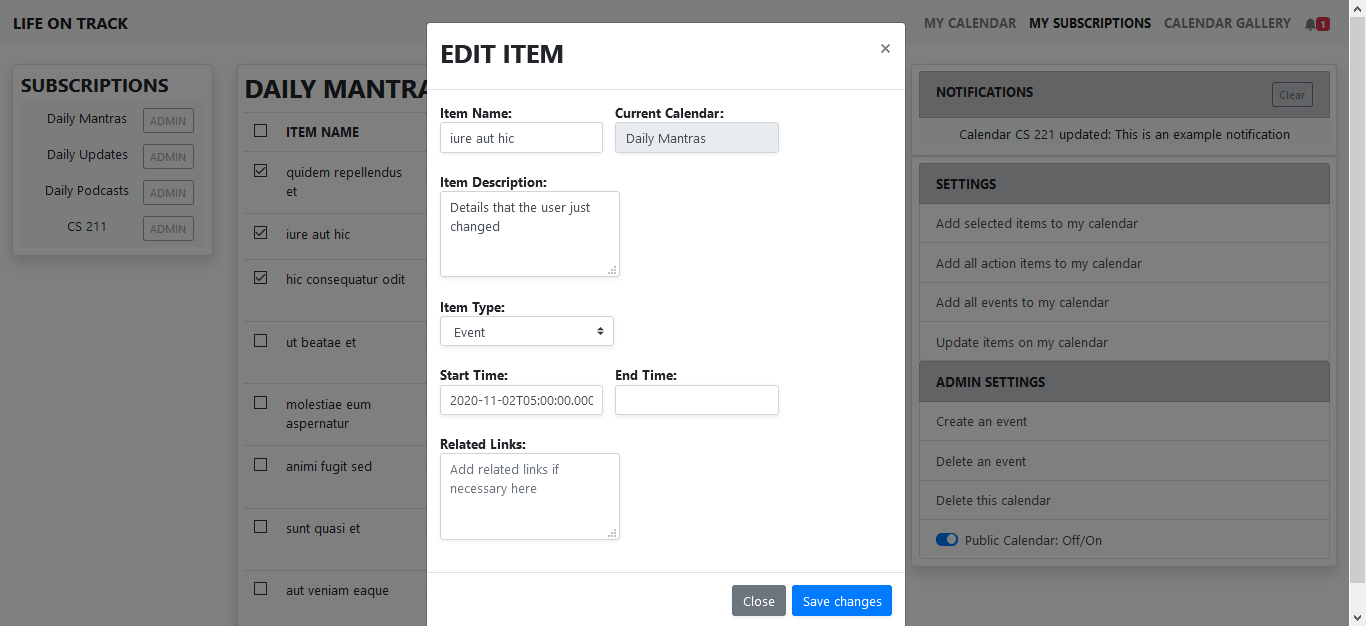 LIFE ON TRACK
MY CALENDAR
MY SUBSCRIPTIONS
CALENDAR GALLERY
1
SUBSCRIPTIONS
Daily Mantras
ADMIN
Daily Updates
ADMIN
Daily Podcasts
ADMIN
CS 211
ADMIN
DAILY MANTRA
ITEM NAME
quidem repellendus
et
iure aut hic
hic consequatur odit
ut beatae et
molestiae eum
aspernatur
animi fugit sed
sunt quasi et
aut veniam eaque
EDIT ITEM
×
Item Name:
iure aut hic
Current Calendar:
Daily Mantras
Item Description:
Details that the user just
changed
Item Type:
Event
Start Time:
2020-11-02T05:00:00.000
End Time:
Related Links:
Add related links if
necessary here
Close
Save changes
NOTIFICATIONS
Clear
Calendar CS 221 updated: This is an example notification
SETTINGS
Add selected items to my calendar
Add all action items to my calendar
Add all events to my calendar
Update items on my calendar
ADMIN SETTINGS
Create an event
Delete an event
Delete this calendar
Public Calendar: Off/On